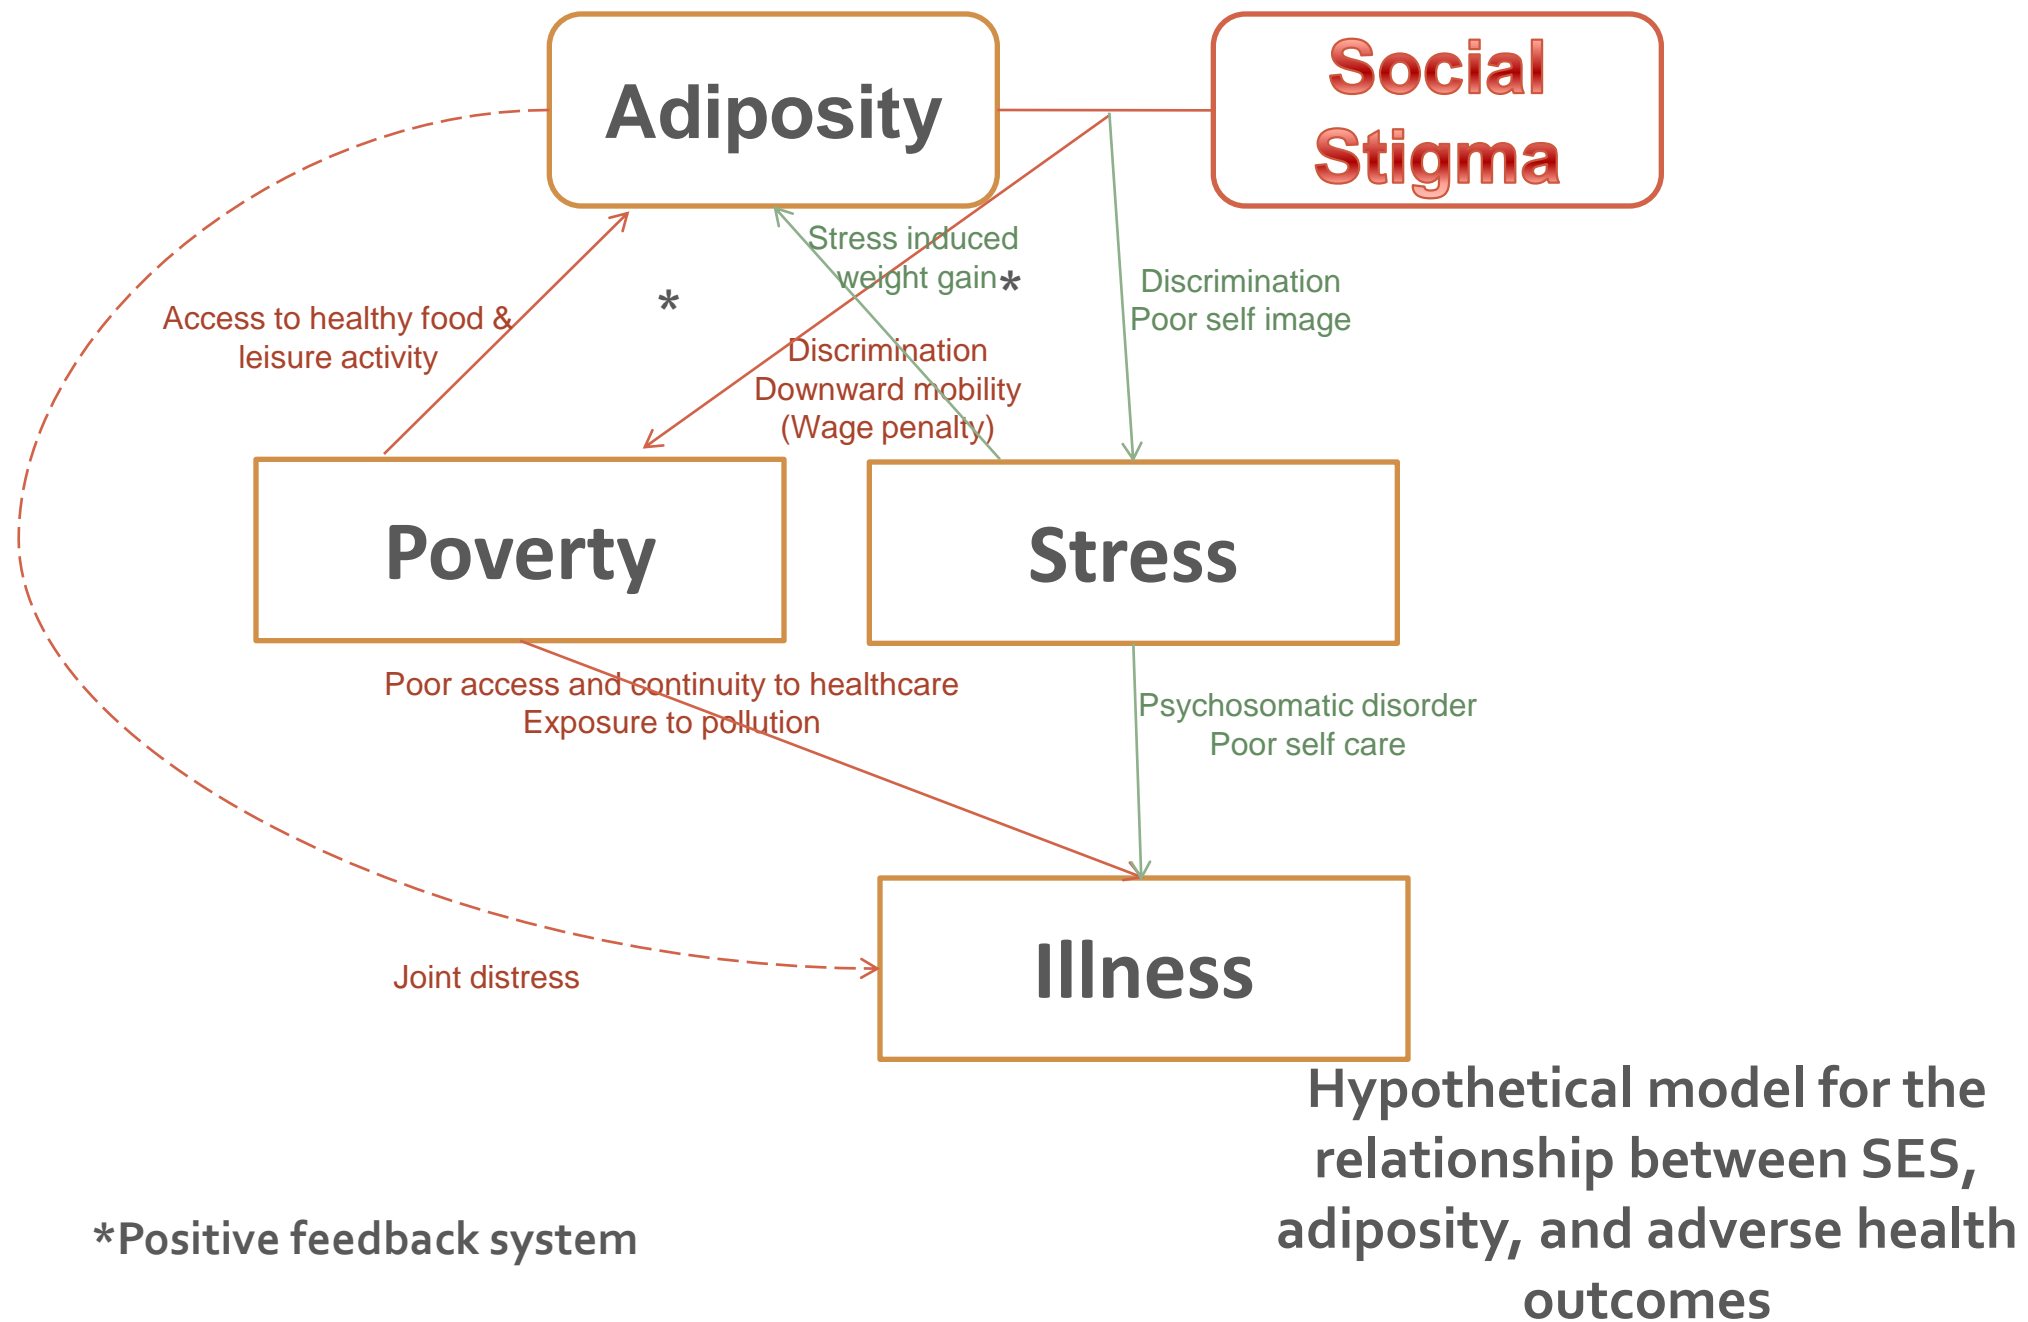 Adiposity
Social
Stigma
Stress induced
weight gain*
*
Discrimination
Poor self image
Access to healthy food &
leisure activity
Discrimination
Downward mobility
(Wage penalty)
Poverty
Stress
Poor access and continuity to healthcare
Exposure to pollution
Psychosomatic disorder
Poor self care
Joint distress
Illness
Hypothetical model for the
relationship between SES,
adiposity, and adverse health
outcomes
*Positive feedback system